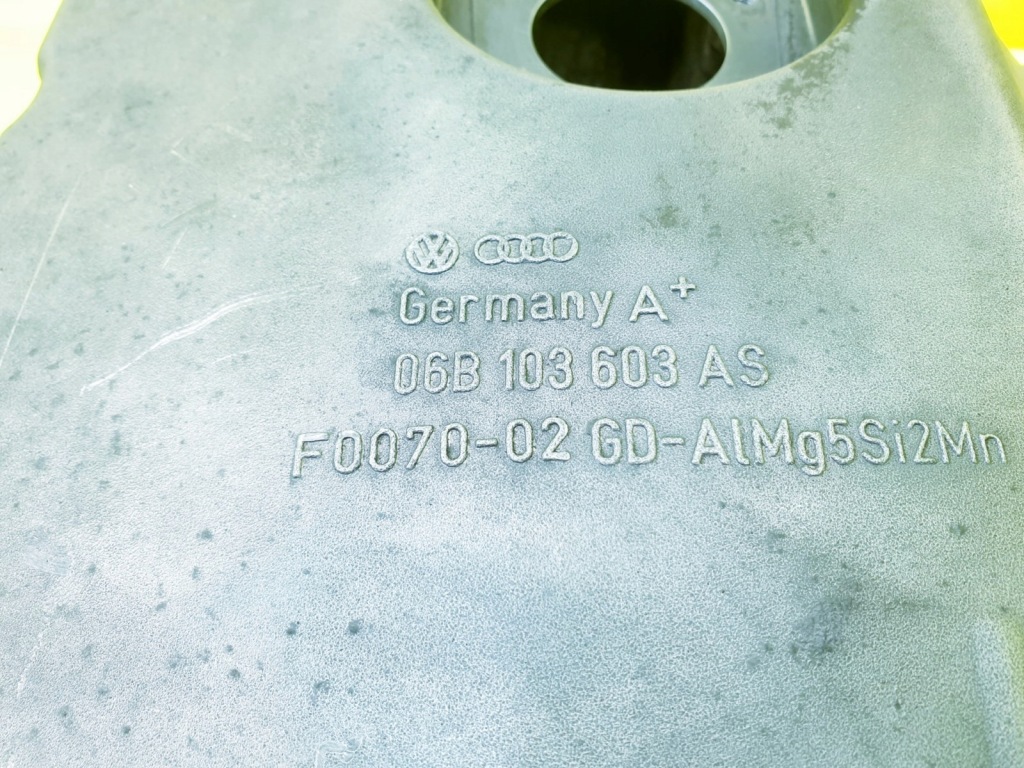 Germany A+
06B 103 603 AS
F0070-02 GD-AlMg5Si2Mn